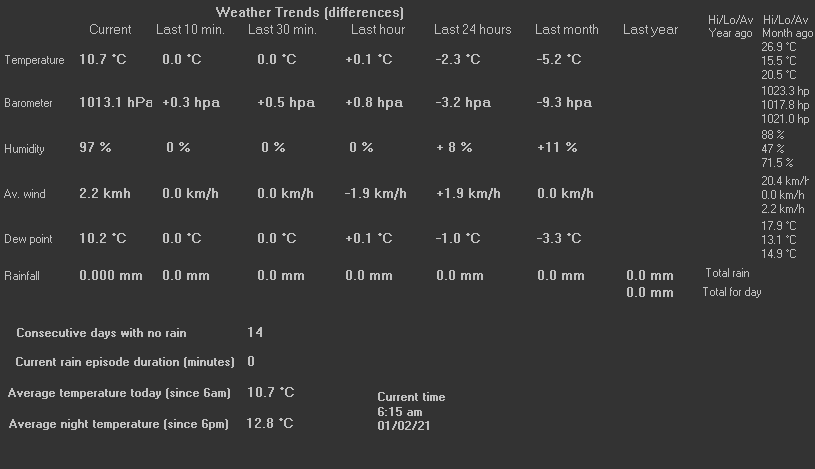 Weather Trends (differences)
Current Last 10 min. Last 30 min. Last hour Last 24 hours Last month Last year Hi/Lo/Av Year ago Hi/Lo/Av Month ago
Temperature 10.7 °C 0.0 °C 0.0 °C +0.1 °C -2.3 °C -5.2 °C 26.9 °C
15.5 °C
20.5 °C
Barometer 1013.1 hPa +0.3 hpa +0.5 hpa +0.8 hpa -3.2 hpa -9.3 hpa 1023.3 hp
1017.8 hp
1021.0 hp
Humidity 97 % 0 % 0 % 0 % + 8 % +11 % 88 %
47 %
71.5 %
Av. wind 2.2 kmh 0.0 km/h 0.0 km/h -1.9 km/h +1.9 km/h 0.0 km/h 20.4 km/h
0.0 km/h
2.2 km/h
Dew point 10.2 °C 0.0 °C 0.0 °C +0.1 °C -1.0 °C -3.3 °C 17.9 °C
13.1 °C
14.9 °C
Rainfall 0.000 mm 0.0 mm 0.0 mm 0.0 mm 0.0 mm 0.0 mm 0.0 mm Total rain
0.0 mm Total for day
Consecutive days with no rain 14
Current rain episode duration (minutes) 0
Average temperature today (since 6am) 10.7 °C
Average night temperature (since 6pm) 12.8 °C
Current time
6:15 am
01/02/21